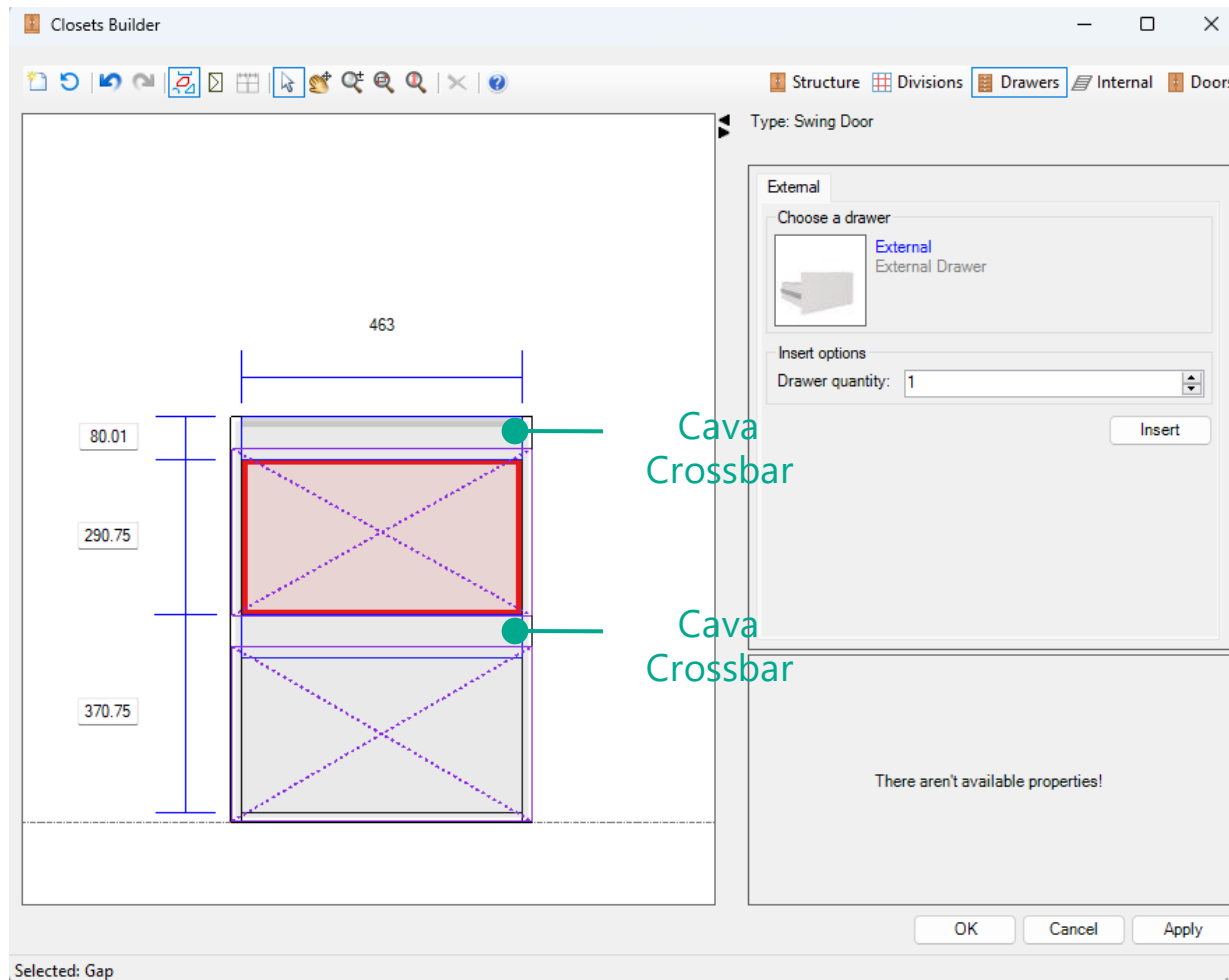 Closets Builder
Structure Divisions Drawers Internal Doors
Type: Swing Door
External
Choose a drawer
External
External Drawer
Insert options
Drawer quantity: 1
Insert
463
80.01
Cava
Crossbar
290.75
Cava
Crossbar
370.75
There aren't available properties!
OK Cancel Apply
Selected: Gap